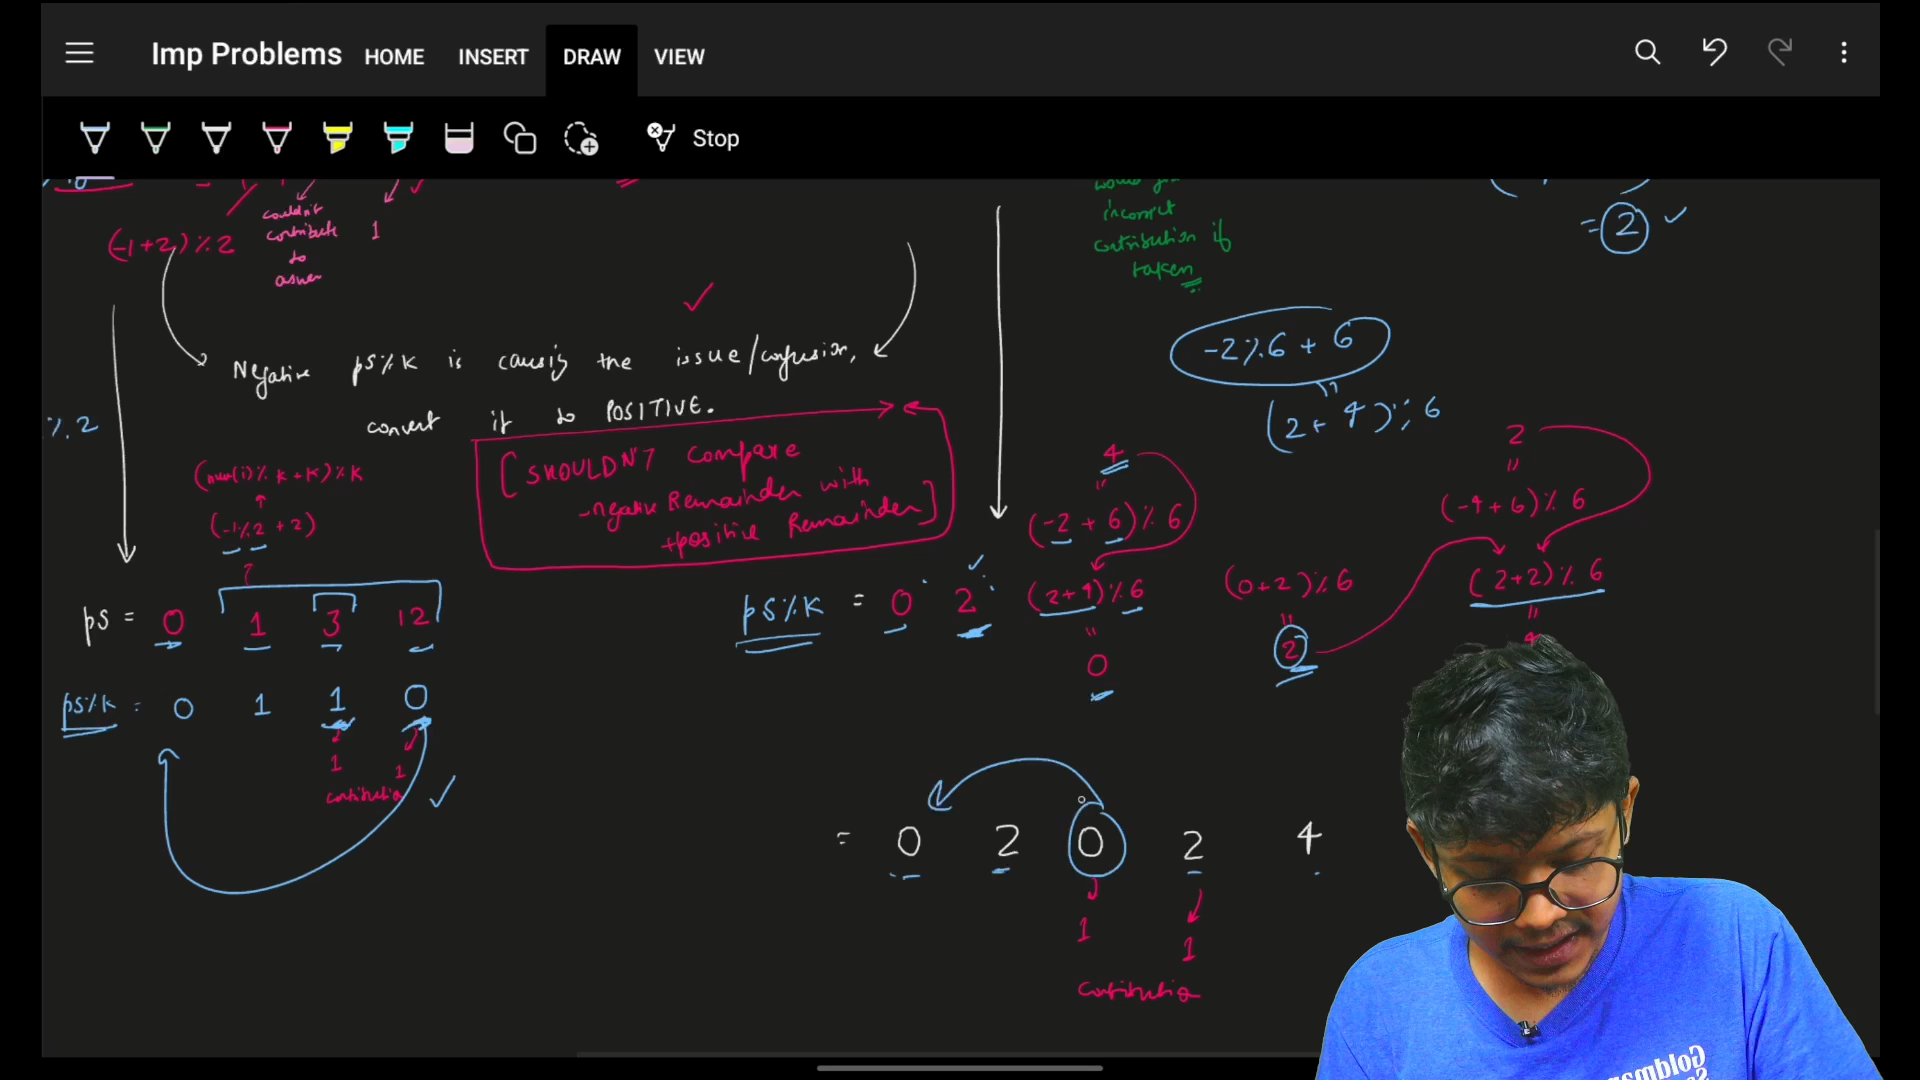 Imp Problems HOME INSERT DRAW VIEW
Stop
(-1+2)%2
couldn't
contribute
to
answer
1
incorrect
contribution if
taken
=2
Negative ps%K is causing the issue/confusion,
convert it to POSITIVE.
-2%6 + 6
(2+4)%6
%2
[SHOULDN'T compare
-negative Remainder with
+positive Remainder]
(num(i)%K+K)%K
(-1%2+2)
?
4
"
(-2+6)%6
2
"
(-4+6)%6
ps = 0 1 3 12
ps%K = 0 2 (2+4)%6 (0+2)%6 (2+2)%6
" " "
0 2 4
ps%K = 0 1 1 0
1 1
contribution
= 0 2 0 2 4
1 1
contribution
Goldman